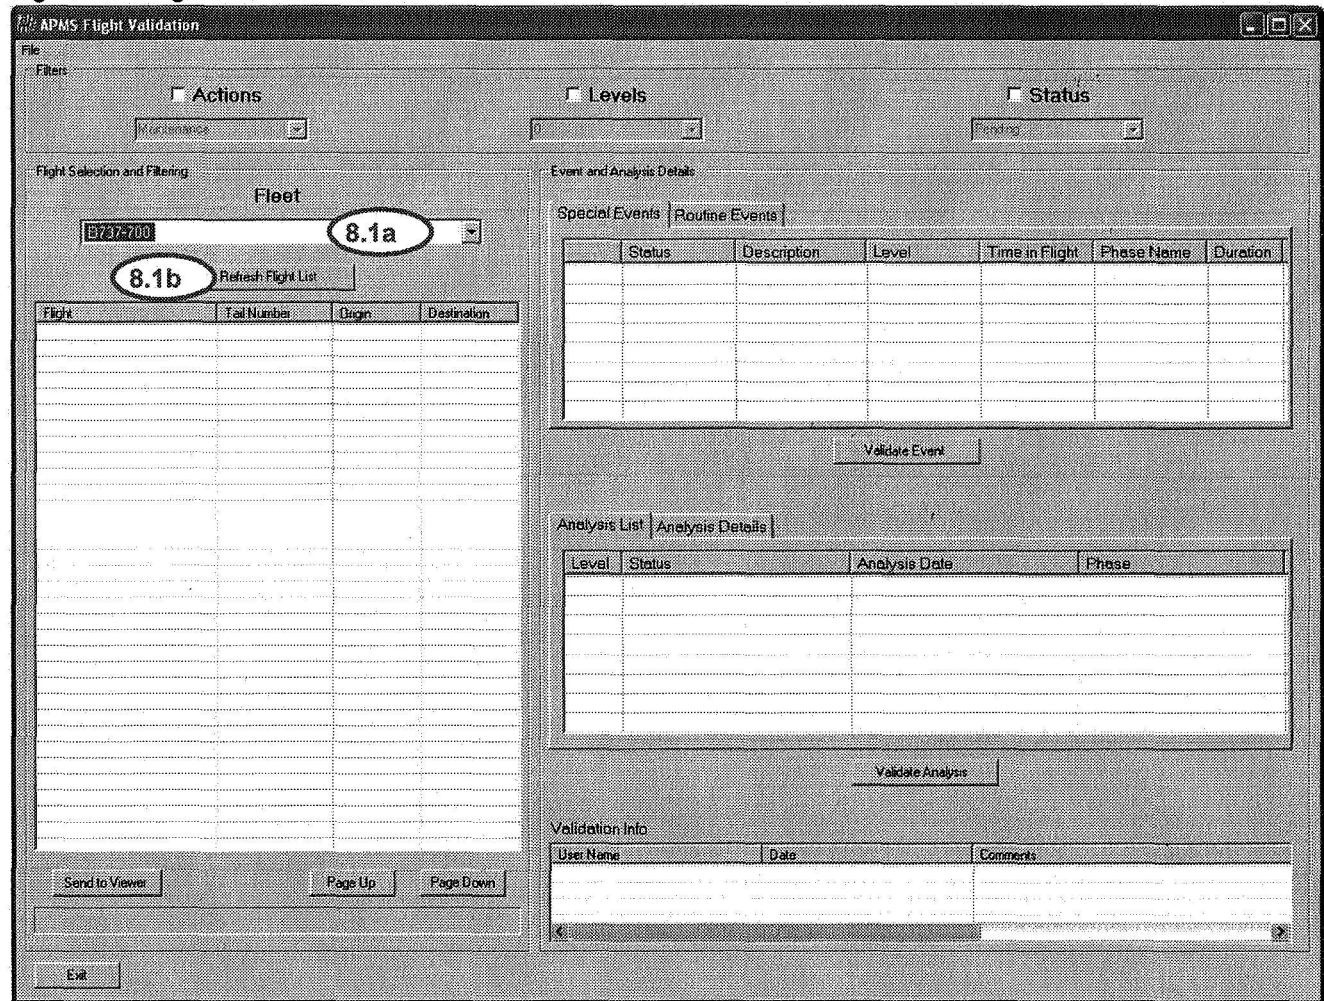 APMS Flight Validation
File
Filters
Actions
Levels
Status
Maintenance
0
Pending
Flight Selection and Filtering
Fleet
B737-700
8.1a
8.1b
Refresh Flight List
Flight Tail Number Origin Destination
Send to Viewer
Page Up
Page Down
Exit
Event and Analysis Details
Special Events Routine Events
Status Description Level Time in Flight Phase Name Duration
Validate Event
Analysis List Analysis Details
Level Status Analysis Date Phase
Validate Analysis
Validation Info
User Name Date Comments